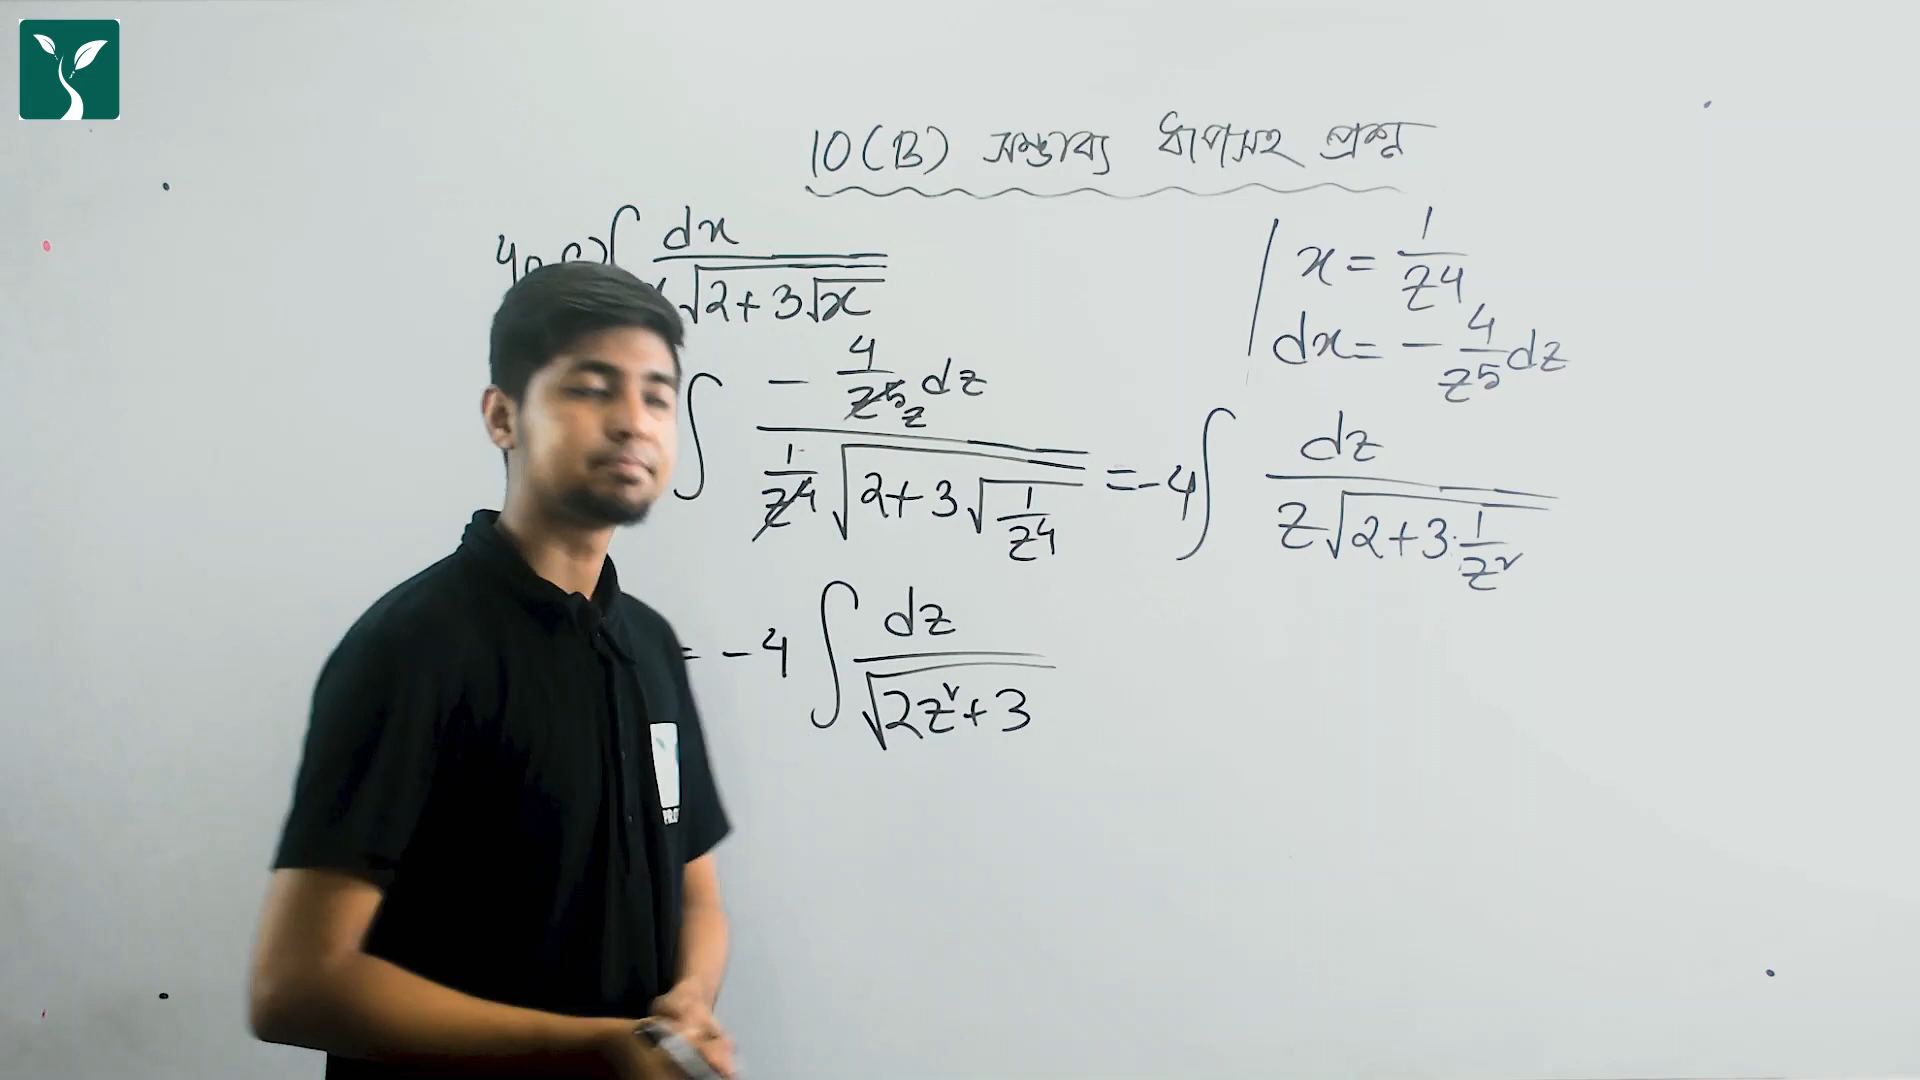 10(B) সম্ভাব্য ধাপসহ প্রশ্ন
∫ dx / √(2+3√x)
x = 1/z4
dx = - 4/z5 dz
∫ - 4/z5 z dz / 1/z4 √(2+3√(1/z4)) = -4 ∫ dz / z√(2+3·1/z²)
= -4 ∫ dz / √(2z²+3)